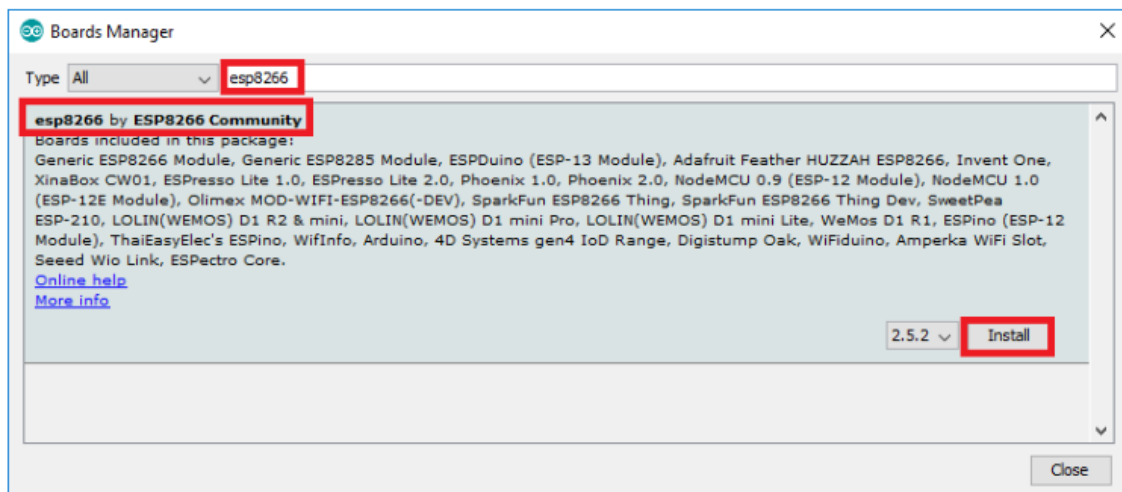 Boards Manager
Type All esp8266
esp8266 by ESP8266 Community
Boards included in this package:
Generic ESP8266 Module, Generic ESP8285 Module, ESPDuino (ESP-13 Module), Adafruit Feather HUZZAH ESP8266, Invent One,
XinaBox CW01, ESPresso Lite 1.0, ESPresso Lite 2.0, Phoenix 1.0, Phoenix 2.0, NodeMCU 0.9 (ESP-12 Module), NodeMCU 1.0
(ESP-12E Module), Olimex MOD-WIFI-ESP8266(-DEV), SparkFun ESP8266 Thing, SparkFun ESP8266 Thing Dev, SweetPea
ESP-210, LOLIN(WEMOS) D1 R2 & mini, LOLIN(WEMOS) D1 mini Pro, LOLIN(WEMOS) D1 mini Lite, WeMos D1 R1, ESPino (ESP-12
Module), ThaiEasyElec's ESPino, WifInfo, Arduino, 4D Systems gen4 IoD Range, Digistump Oak, WiFiduino, Amperka WiFi Slot,
Seeed Wio Link, ESPectro Core.
Online help
More info
2.5.2 Install
Close